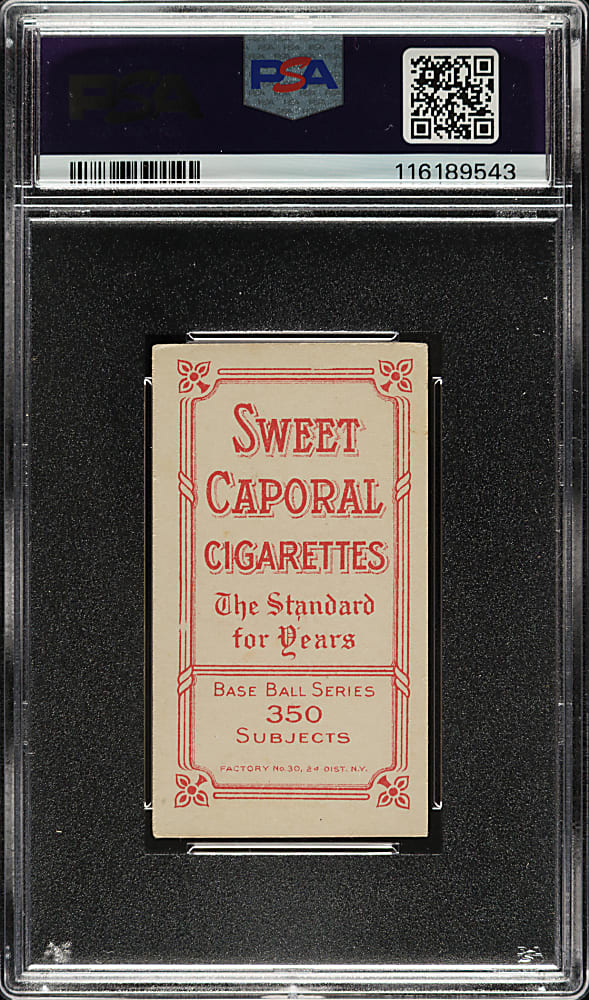 PSA
PSA
116189543
SWEET
CAPORAL
CIGARETTES
The Standard
for Years
BASE BALL SERIES
350
SUBJECTS
FACTORY No. 30, 2d DIST. N.Y.